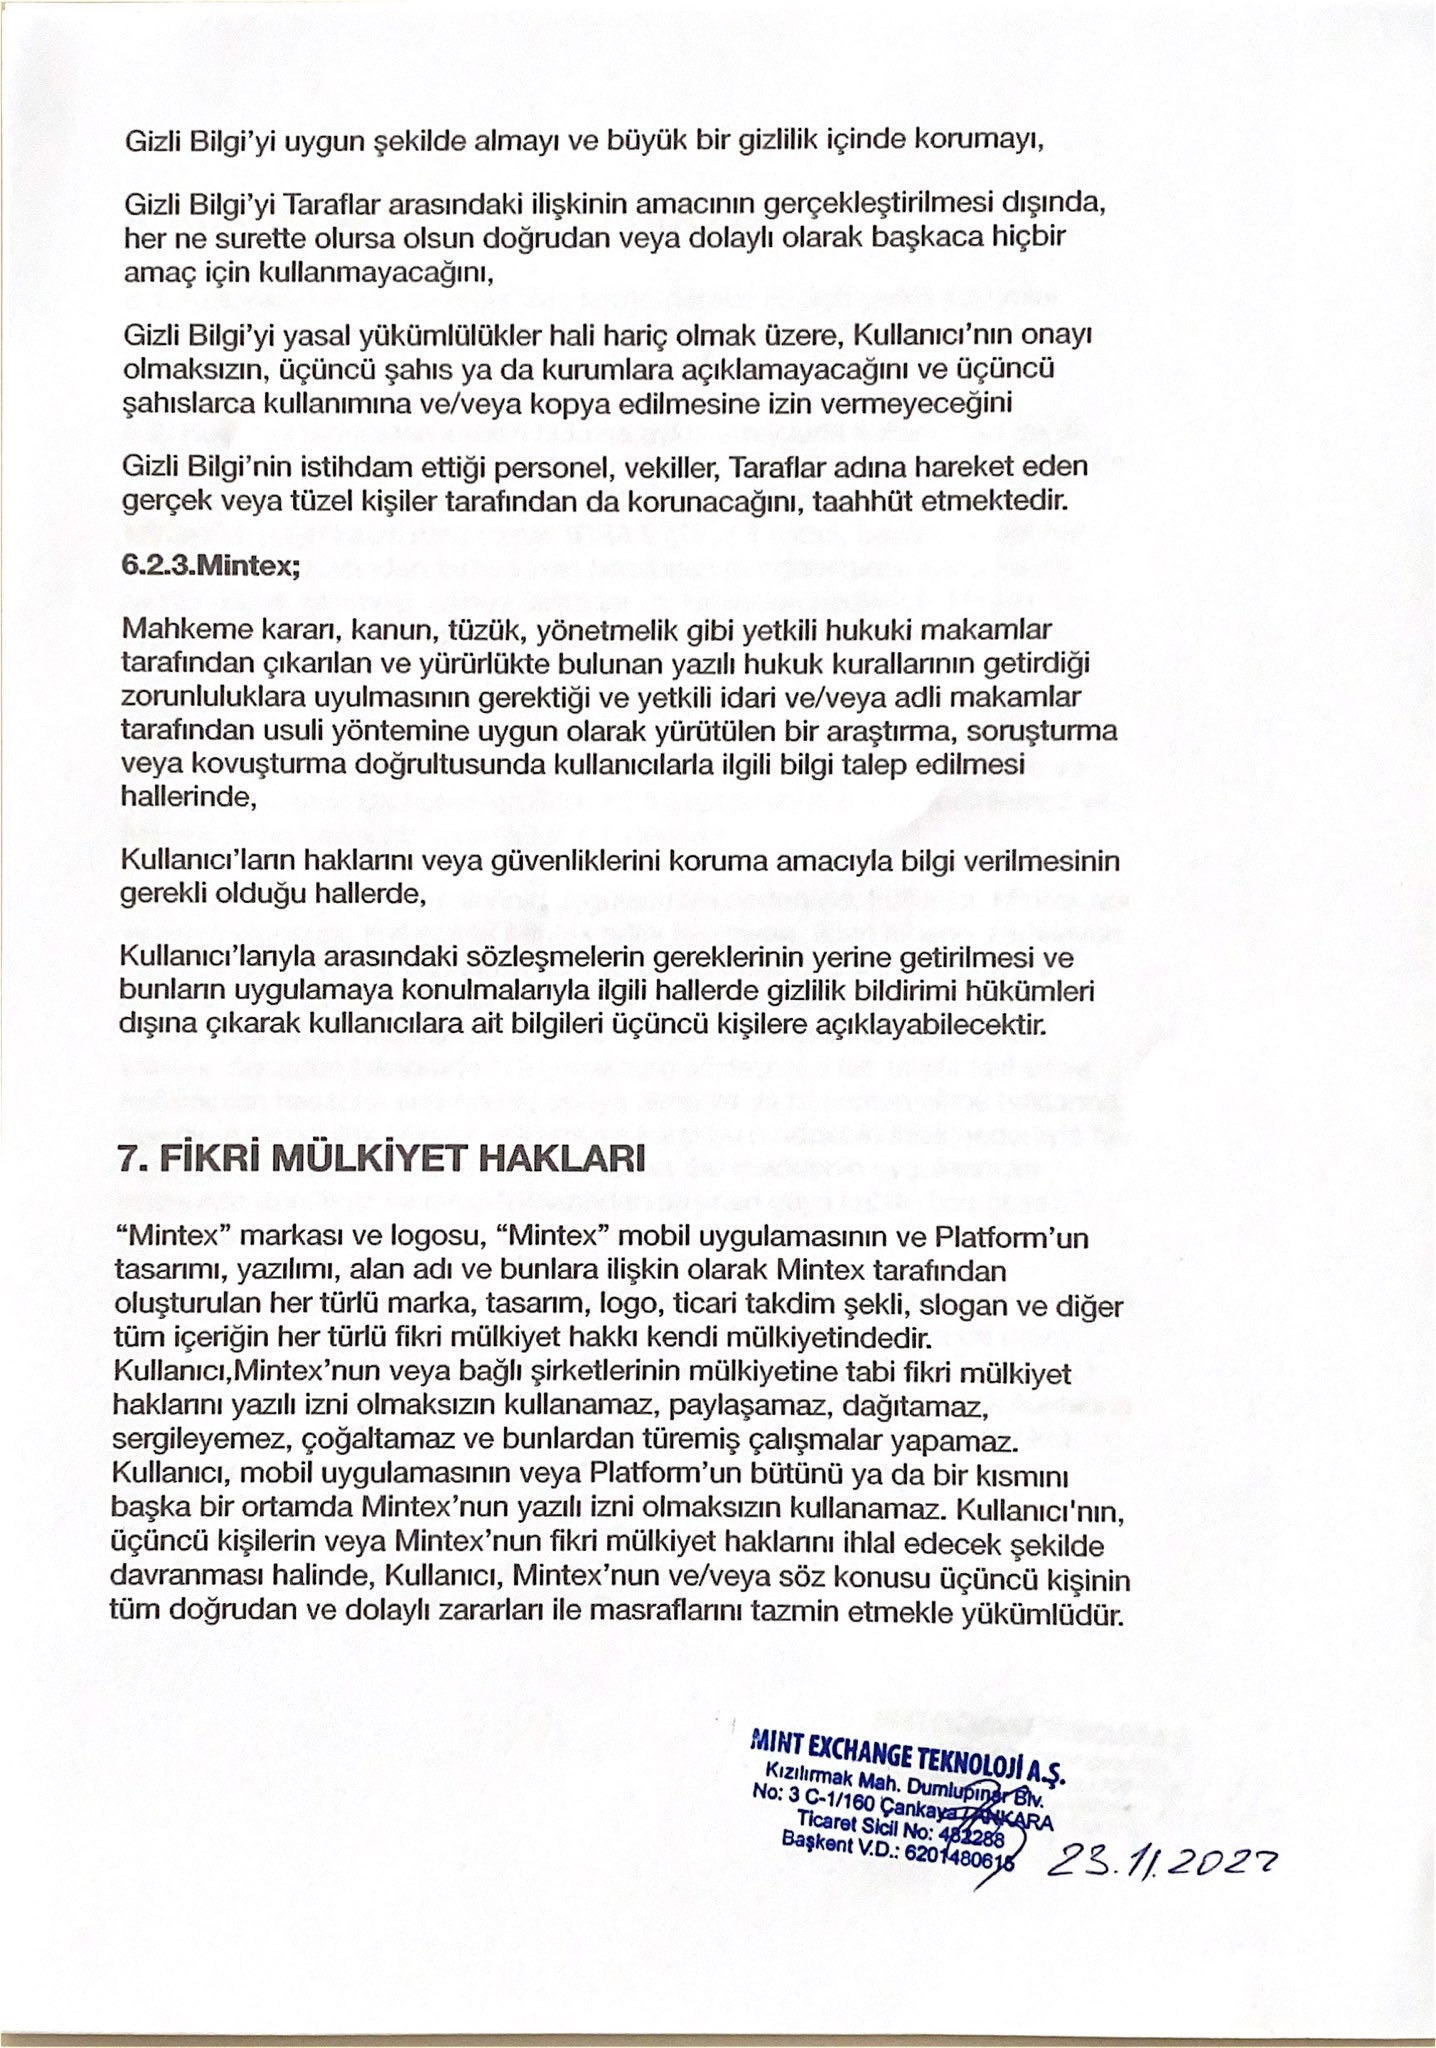 Gizli Bilgi’yi uygun şekilde almayı ve büyük bir gizlilik içinde korumayı,
Gizli Bilgi’yi Taraflar arasındaki ilişkinin amacının gerçekleştirilmesi dışında,
her ne surette olursa olsun doğrudan veya dolaylı olarak başkaca hiçbir
amaç için kullanmayacağını,
Gizli Bilgi’yi yasal yükümlülükler hali hariç olmak üzere, Kullanıcı’nın onayı
olmaksızın, üçüncü şahıs ya da kurumlara açıklamayacağını ve üçüncü
şahıslarca kullanımına ve/veya kopya edilmesine izin vermeyeceğini
Gizli Bilgi’nin istihdam ettiği personel, vekiller, Taraflar adına hareket eden
gerçek veya tüzel kişiler tarafından da korunacağını, taahhüt etmektedir.
6.2.3.Mintex;
Mahkeme kararı, kanun, tüzük, yönetmelik gibi yetkili hukuki makamlar
tarafından çıkarılan ve yürürlükte bulunan yazılı hukuk kurallarının getirdiği
zorunluluklara uyulmasının gerektiği ve yetkili idari ve/veya adli makamlar
tarafından usuli yöntemine uygun olarak yürütülen bir araştırma, soruşturma
veya kovuşturma doğrultusunda kullanıcılarla ilgili bilgi talep edilmesi
hallerinde,
Kullanıcı’ların haklarını veya güvenliklerini koruma amacıyla bilgi verilmesinin
gerekli olduğu hallerde,
Kullanıcı’larıyla arasındaki sözleşmelerin gereklerinin yerine getirilmesi ve
bunların uygulamaya konulmalarıyla ilgili hallerde gizlilik bildirimi hükümleri
dışına çıkarak kullanıcılara ait bilgileri üçüncü kişilere açıklayabilecektir.
7. FİKRİ MÜLKİYET HAKLARI
“Mintex” markası ve logosu, “Mintex” mobil uygulamasının ve Platform’un
tasarımı, yazılımı, alan adı ve bunlara ilişkin olarak Mintex tarafından
oluşturulan her türlü marka, tasarım, logo, ticari takdim şekli, slogan ve diğer
tüm içeriğin her türlü fikri mülkiyet hakkı kendi mülkiyetindedir.
Kullanıcı,Mintex’nun veya bağlı şirketlerinin mülkiyetine tabi fikri mülkiyet
haklarını yazılı izni olmaksızın kullanamaz, paylaşamaz, dağıtamaz,
sergileyemez, çoğaltamaz ve bunlardan türemiş çalışmalar yapamaz.
Kullanıcı, mobil uygulamasının veya Platform’un bütünü ya da bir kısmını
başka bir ortamda Mintex’nun yazılı izni olmaksızın kullanamaz. Kullanıcı'nın,
üçüncü kişilerin veya Mintex’nun fikri mülkiyet haklarını ihlal edecek şekilde
davranması halinde, Kullanıcı, Mintex’nun ve/veya söz konusu üçüncü kişinin
tüm doğrudan ve dolaylı zararları ile masraflarını tazmin etmekle yükümlüdür.
MINT EXCHANGE TEKNOLOJİ A.Ş.
Kızılırmak Mah. Dumlupınar Blv.
No: 3 C-1/160 Çankaya / ANKARA
Ticaret Sicil No: 482288
Başkent V.D.: 6201480615
23.11.2022